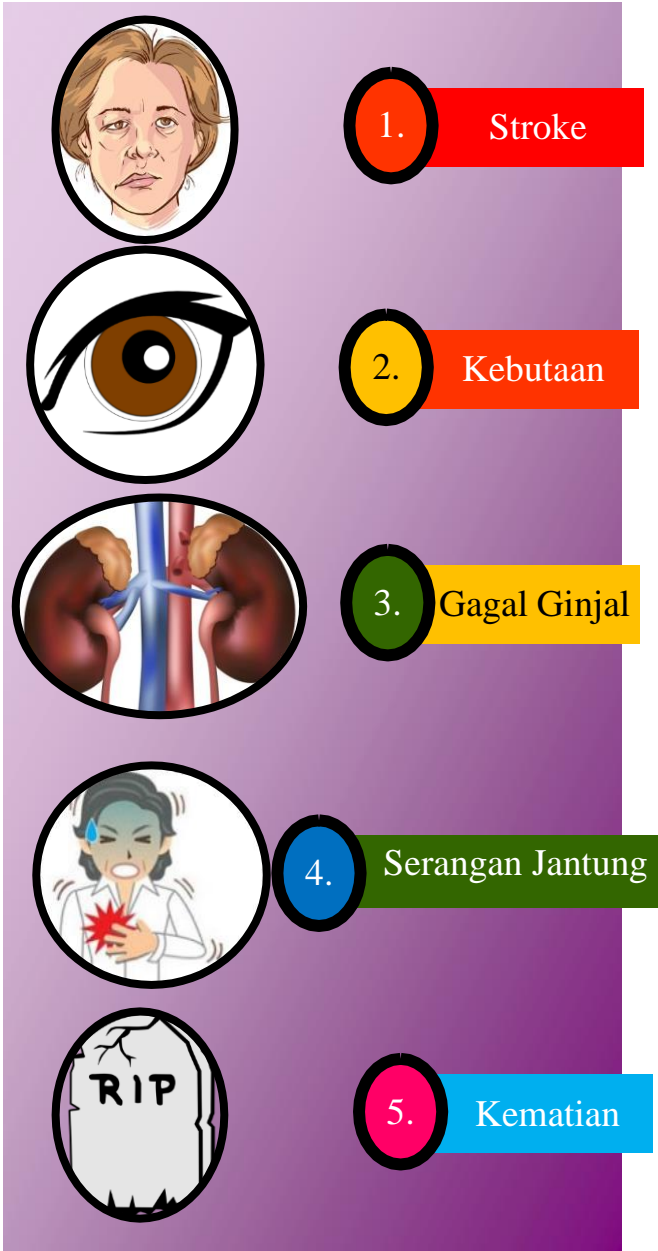 1. Stroke
2. Kebutaan
3. Gagal Ginjal
4. Serangan Jantung
RIP
5. Kematian